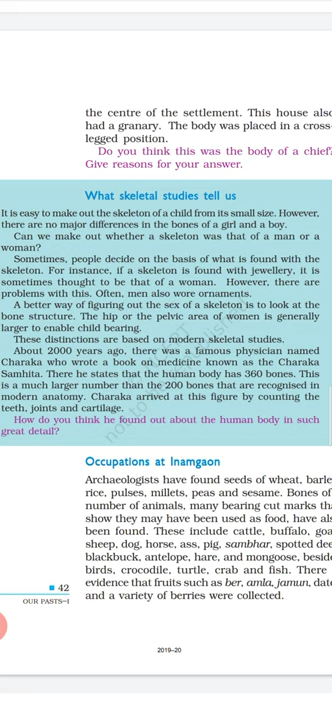 the centre of the settlement. This house also
had a granary. The body was placed in a cross-
legged position.
Do you think this was the body of a chief?
Give reasons for your answer.
What skeletal studies tell us
It is easy to make out the skeleton of a child from its small size. However,
there are no major differences in the bones of a girl and a boy.
Can we make out whether a skeleton was that of a man or a
woman?
Sometimes, people decide on the basis of what is found with the
skeleton. For instance, if a skeleton is found with jewellery, it is
sometimes thought to be that of a woman. However, there are
problems with this. Often, men also wore ornaments.
A better way of figuring out the sex of a skeleton is to look at the
bone structure. The hip or the pelvic area of women is generally
larger to enable child bearing.
These distinctions are based on modern skeletal studies.
About 2000 years ago, there was a famous physician named
Charaka who wrote a book on medicine known as the Charaka
Samhita. There he states that the human body has 360 bones. This
is a much larger number than the 200 bones that are recognised in
modern anatomy. Charaka arrived at this figure by counting the
teeth, joints and cartilage.
How do you think he found out about the human body in such
great detail?
Occupations at Inamgaon
Archaeologists have found seeds of wheat, barle
rice, pulses, millets, peas and sesame. Bones of
number of animals, many bearing cut marks tha
show they may have been used as food, have als
been found. These include cattle, buffalo, goa
sheep, dog, horse, ass, pig, sambhar, spotted dee
blackbuck, antelope, hare, and mongoose, beside
birds, crocodile, turtle, crab and fish. There
evidence that fruits such as ber, amla, jamun, date
and a variety of berries were collected.
42
OUR PASTS–I
2019–20